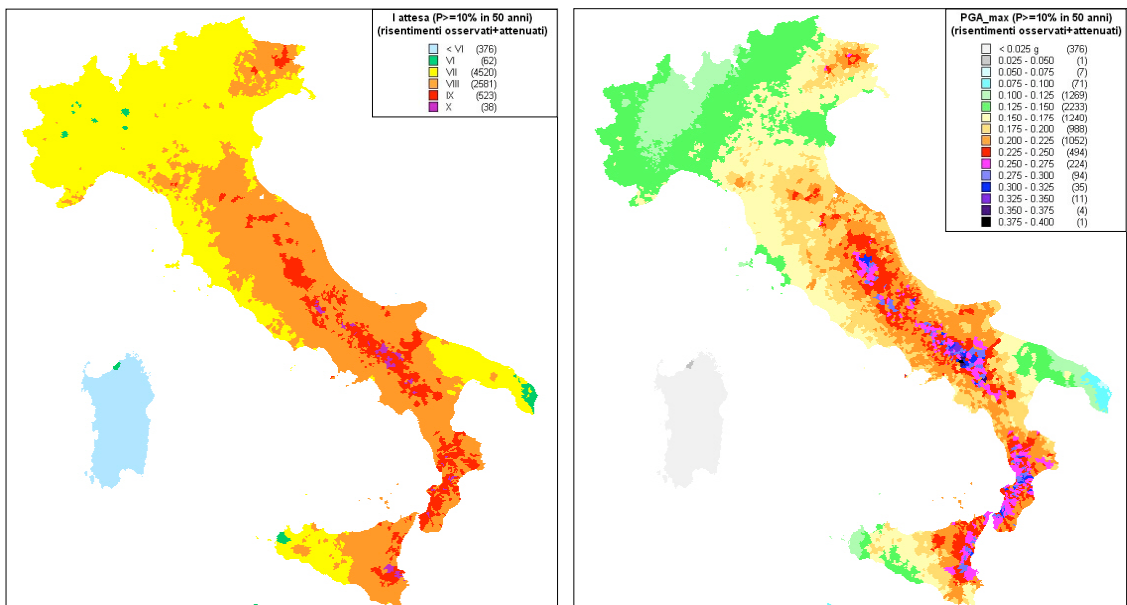 I attesa (P>=10% in 50 anni)
(risentimenti osservati+attenuati)
< VI (376)
VI (62)
VII (4520)
VIII (2581)
IX (523)
X (38)
PGA_max (P>=10% in 50 anni)
(risentimenti osservati+attenuati)
< 0.025 g (376)
0.025 - 0.050 (1)
0.050 - 0.075 (7)
0.075 - 0.100 (71)
0.100 - 0.125 (1269)
0.125 - 0.150 (2233)
0.150 - 0.175 (1240)
0.175 - 0.200 (988)
0.200 - 0.225 (1052)
0.225 - 0.250 (494)
0.250 - 0.275 (224)
0.275 - 0.300 (94)
0.300 - 0.325 (35)
0.325 - 0.350 (11)
0.350 - 0.375 (4)
0.375 - 0.400 (1)